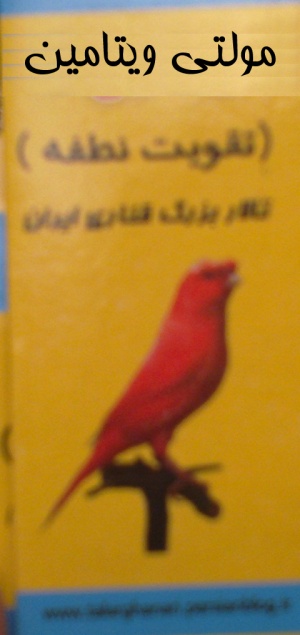 مولتی ویتامین
( تقویت نطفه )
تالار بزرگ قناری ایران